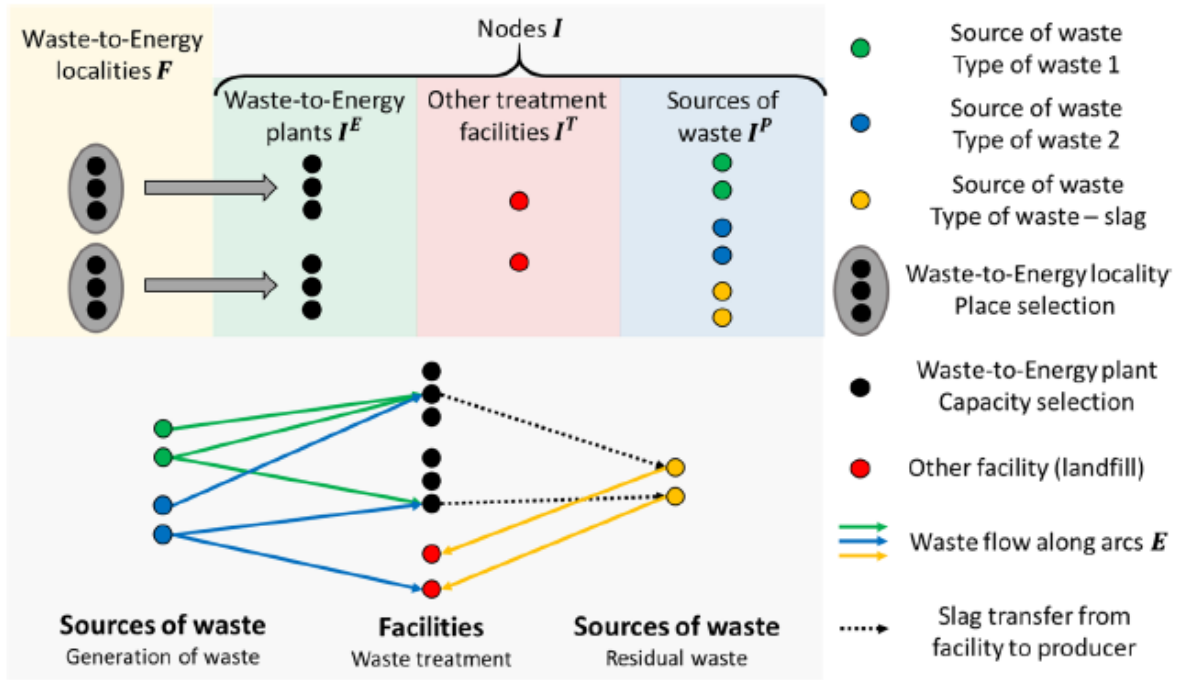 Waste-to-Energy
localities F
Nodes I
Waste-to-Energy
plants I^E
Other treatment
facilities I^T
Sources of
waste I^P
Sources of waste
Generation of waste
Facilities
Waste treatment
Sources of waste
Residual waste
Source of waste
Type of waste 1
Source of waste
Type of waste 2
Source of waste
Type of waste – slag
Waste-to-Energy locality
Place selection
Waste-to-Energy plant
Capacity selection
Other facility (landfill)
Waste flow along arcs E
Slag transfer from
facility to producer